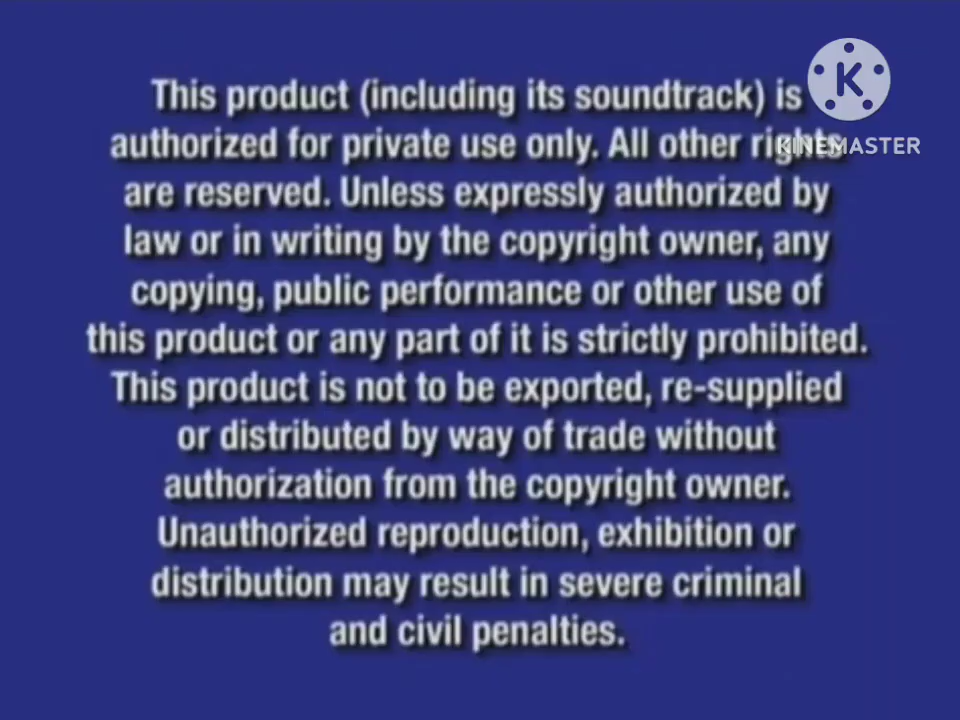 This product (including its soundtrack) is
authorized for private use only. All other rights
are reserved. Unless expressly authorized by
law or in writing by the copyright owner, any
copying, public performance or other use of
this product or any part of it is strictly prohibited.
This product is not to be exported, re-supplied
or distributed by way of trade without
authorization from the copyright owner.
Unauthorized reproduction, exhibition or
distribution may result in severe criminal
and civil penalties.
K
KINEMASTER